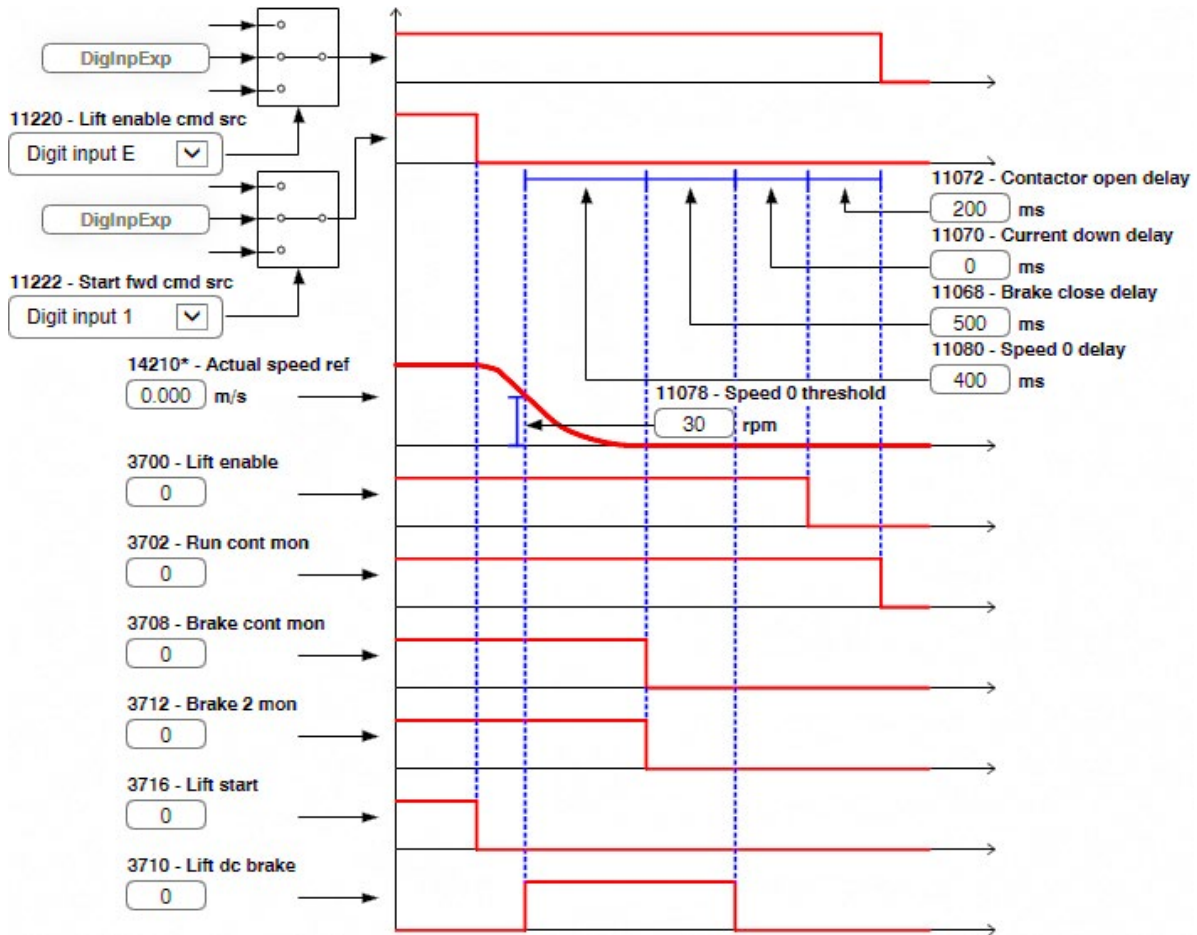 DigInpExp
11220 - Lift enable cmd src
Digit input E
DigInpExp
11222 - Start fwd cmd src
Digit input 1
11072 - Contactor open delay
200 ms
11070 - Current down delay
0 ms
11068 - Brake close delay
500 ms
11080 - Speed 0 delay
400 ms
14210* - Actual speed ref
0.000 m/s
11078 - Speed 0 threshold
30 rpm
3700 - Lift enable
0
3702 - Run cont mon
0
3708 - Brake cont mon
0
3712 - Brake 2 mon
0
3716 - Lift start
0
3710 - Lift dc brake
0